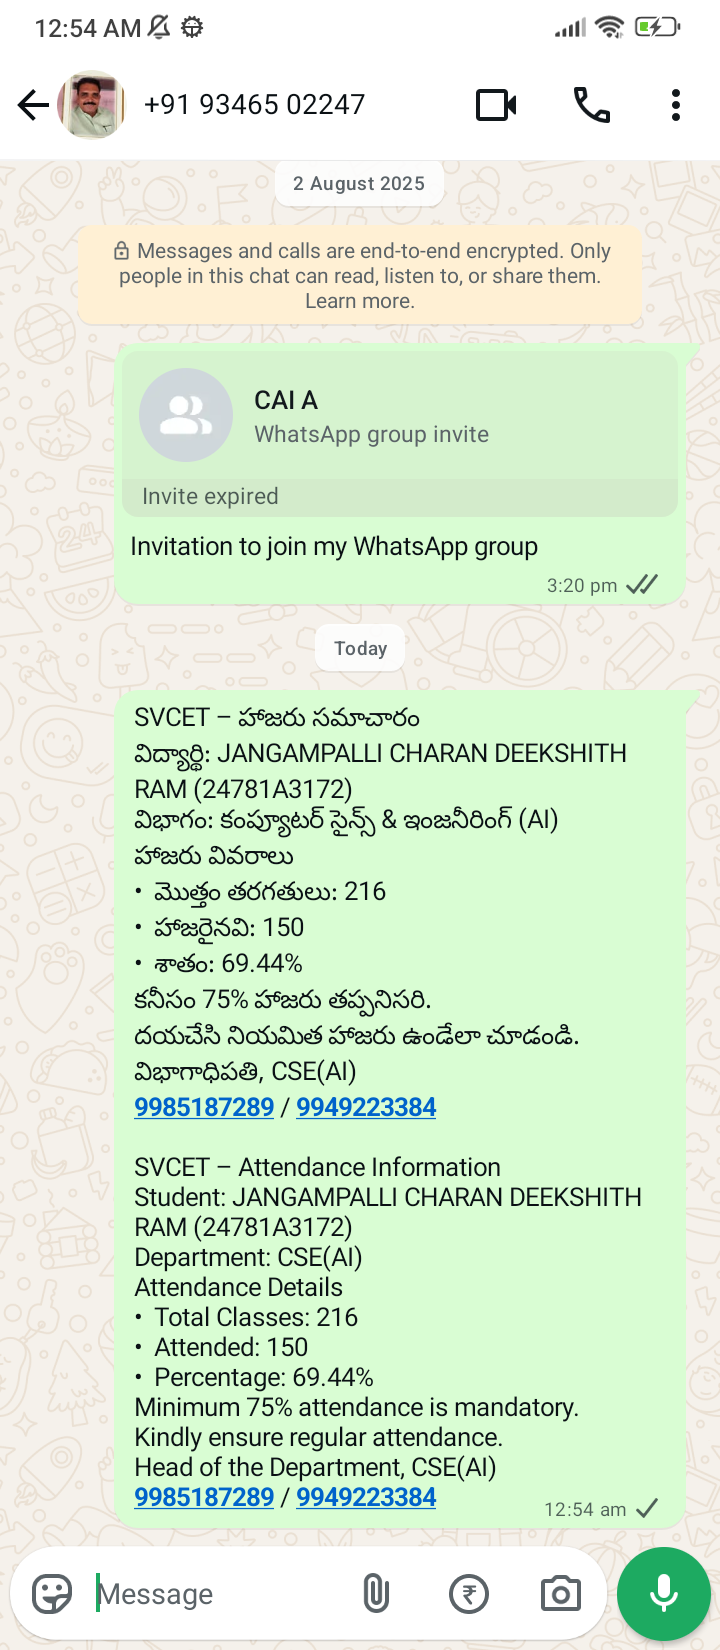 12:54 AM
+91 93465 02247
2 August 2025
Messages and calls are end-to-end encrypted. Only
people in this chat can read, listen to, or share them.
Learn more.
CAI A
WhatsApp group invite
Invite expired
Invitation to join my WhatsApp group
3:20 pm
Today
SVCET – హాజరు సమాచారం
విద్యార్థి: JANGAMPALLI CHARAN DEEKSHITH
RAM (24781A3172)
విభాగం: కంప్యూటర్ సైన్స్ & ఇంజనీరింగ్ (AI)
హాజరు వివరాలు
• మొత్తం తరగతులు: 216
• హాజరైనవి: 150
• శాతం: 69.44%
కనీసం 75% హాజరు తప్పనిసరి.
దయచేసి నియమిత హాజరు ఉండేలా చూడండి.
విభాగాధిపతి, CSE(AI)
9985187289 / 9949223384
SVCET – Attendance Information
Student: JANGAMPALLI CHARAN DEEKSHITH
RAM (24781A3172)
Department: CSE(AI)
Attendance Details
• Total Classes: 216
• Attended: 150
• Percentage: 69.44%
Minimum 75% attendance is mandatory.
Kindly ensure regular attendance.
Head of the Department, CSE(AI)
9985187289 / 9949223384
12:54 am
Message